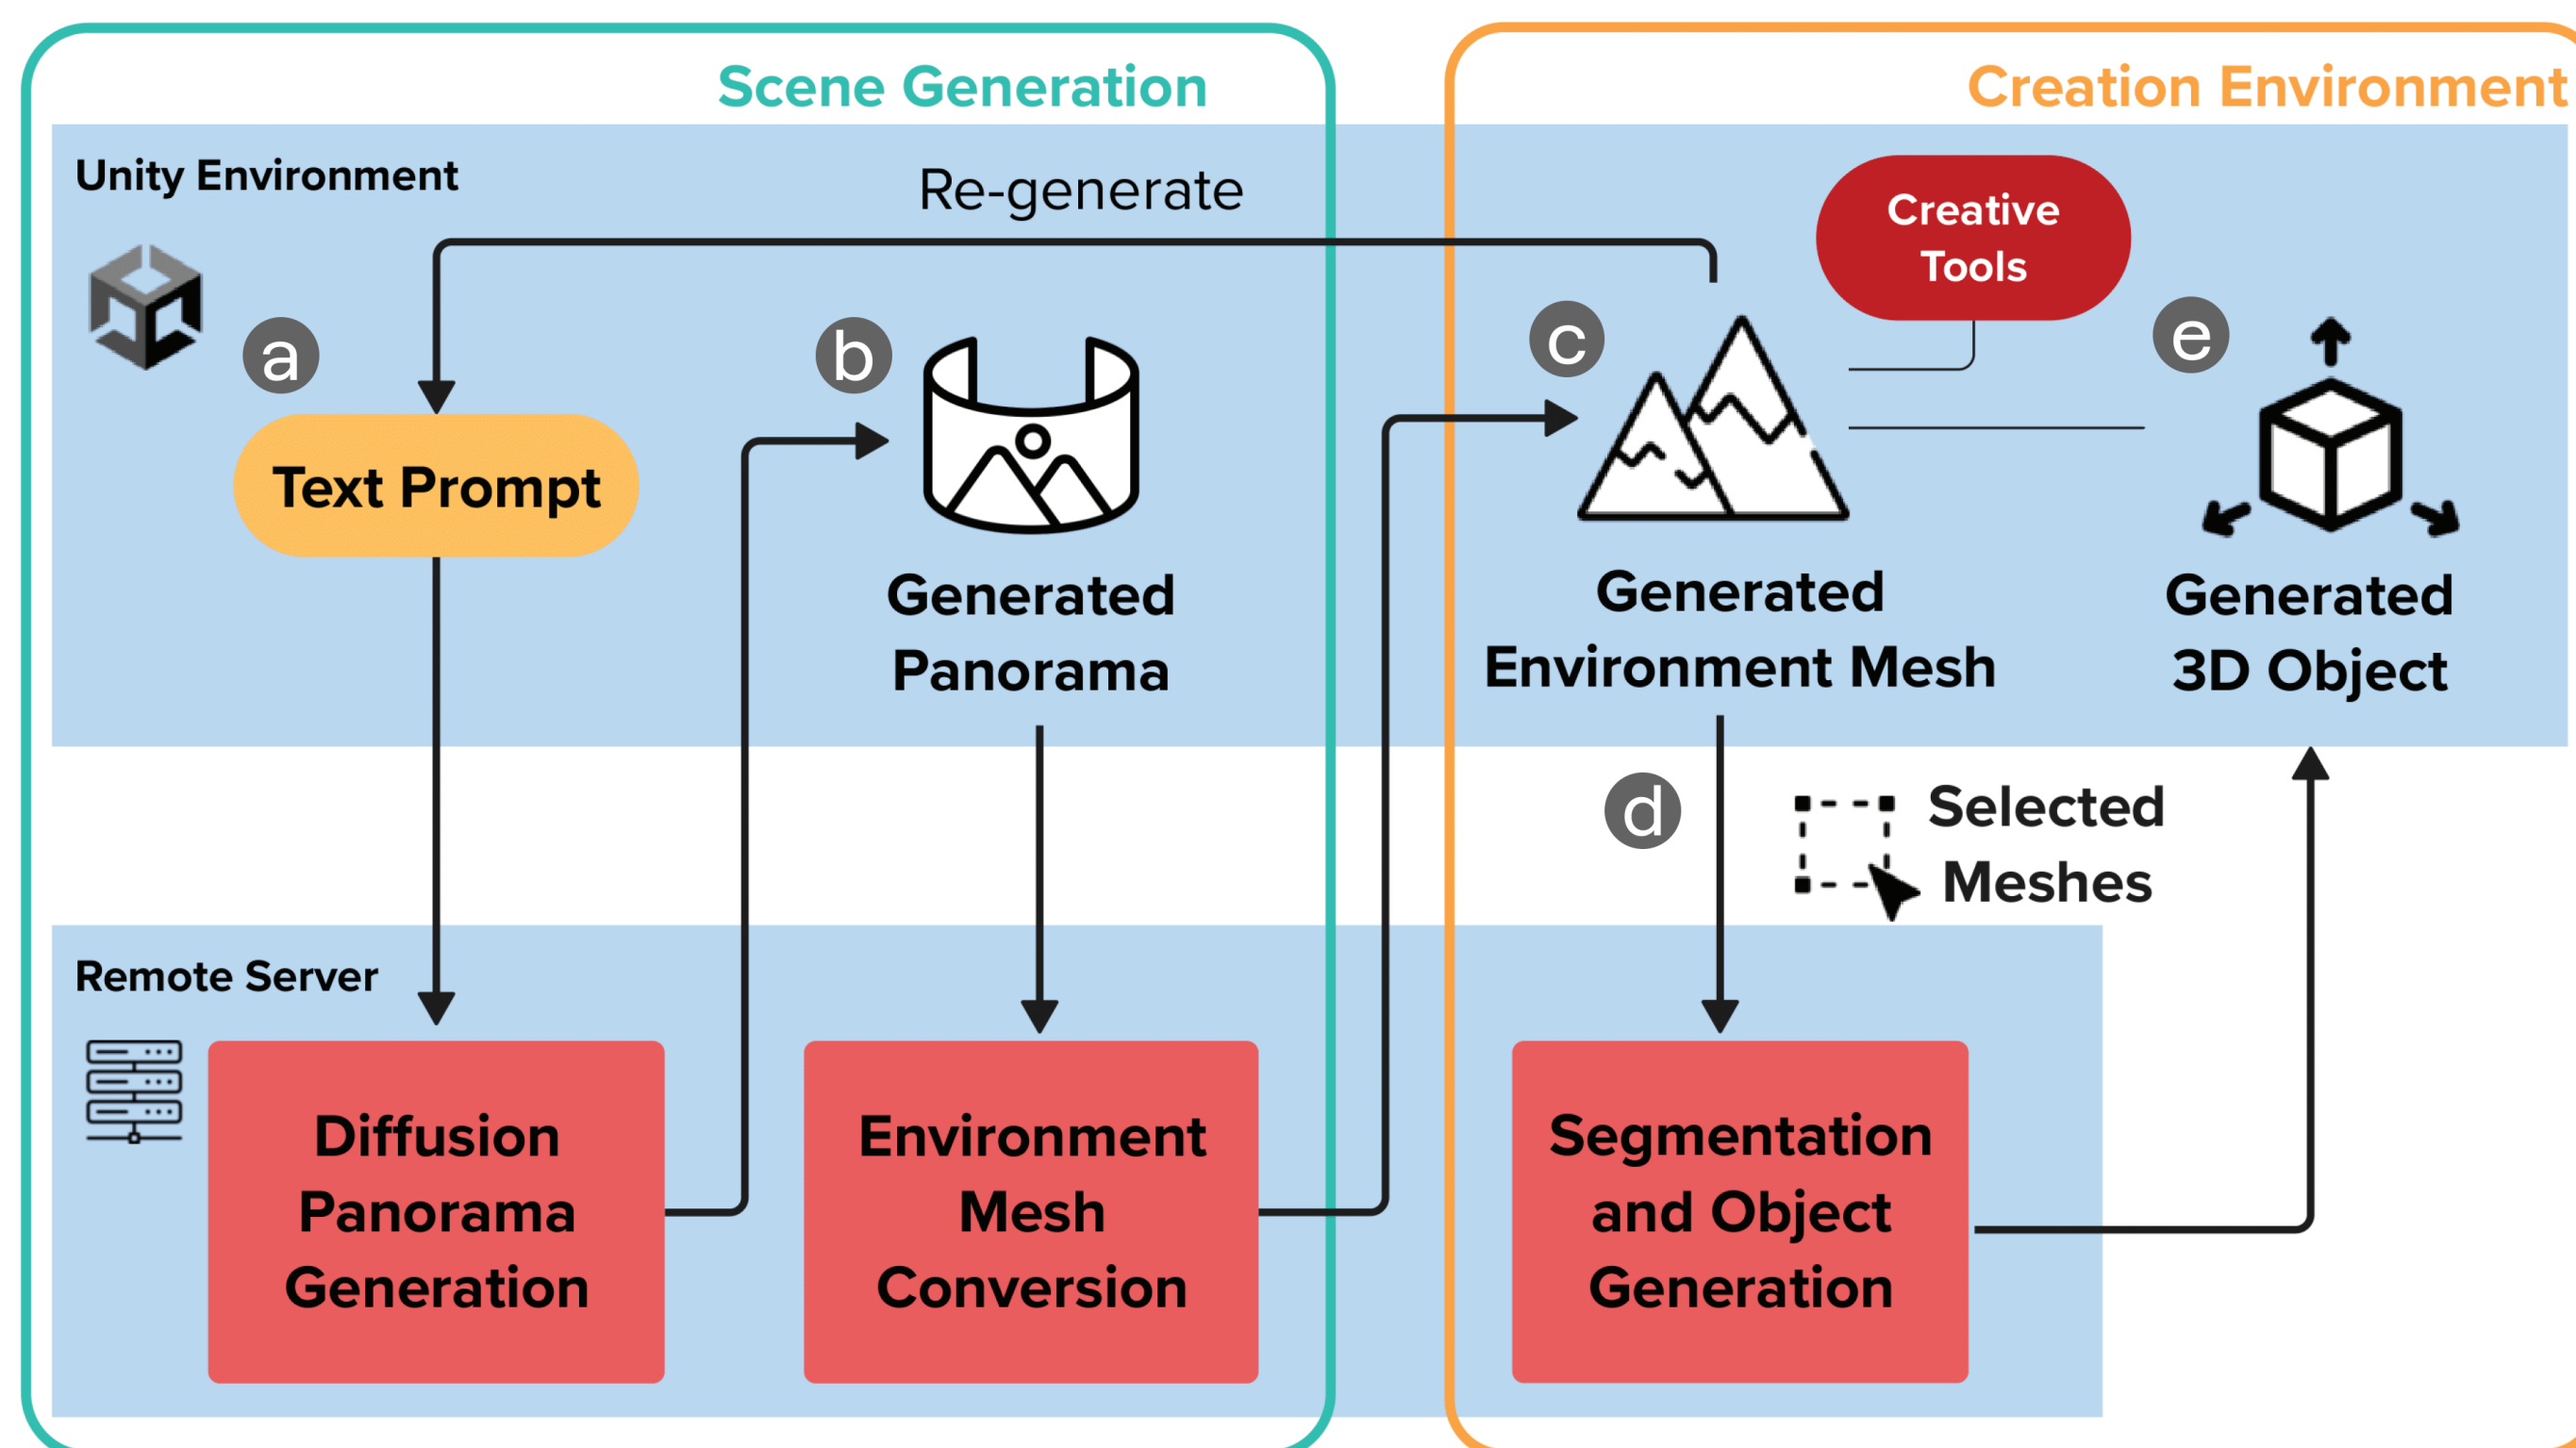 Scene Generation
Creation Environment
Unity Environment
Re-generate
Creative
Tools
a
b
c
e
Text Prompt
Generated
Panorama
Generated
Environment Mesh
Generated
3D Object
d
Selected
Meshes
Remote Server
Diffusion
Panorama
Generation
Environment
Mesh
Conversion
Segmentation
and Object
Generation